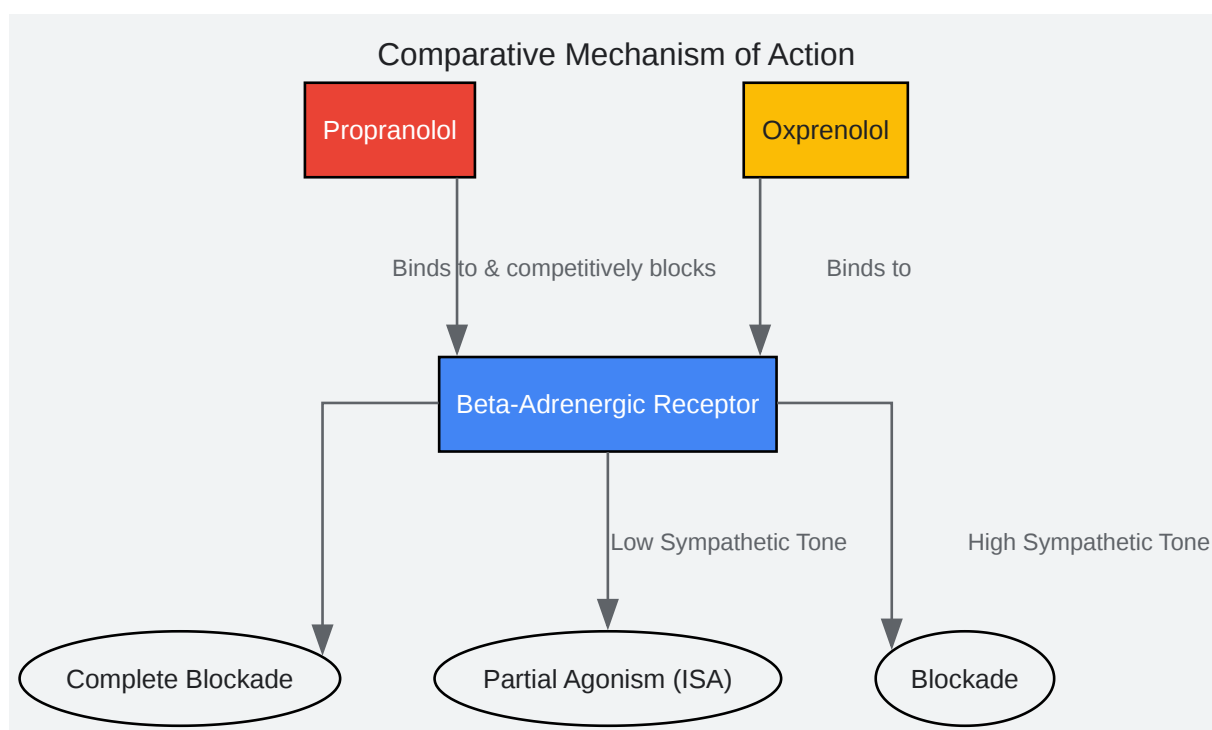 Comparative Mechanism of Action
Propranolol
Oxprenolol
Binds to & competitively blocks
Binds to
Beta-Adrenergic Receptor
Low Sympathetic Tone
High Sympathetic Tone
Complete Blockade
Partial Agonism (ISA)
Blockade